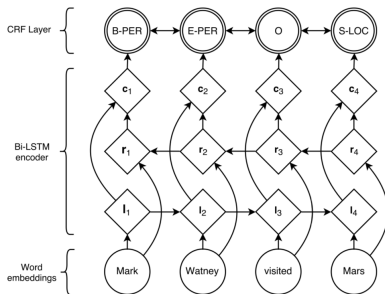 CRF Layer
B-PER E-PER O S-LOC
c1 c2 c3 c4
Bi-LSTM
encoder
r1 r2 r3 r4
l1 l2 l3 l4
Word
embeddings
Mark Watney visited Mars